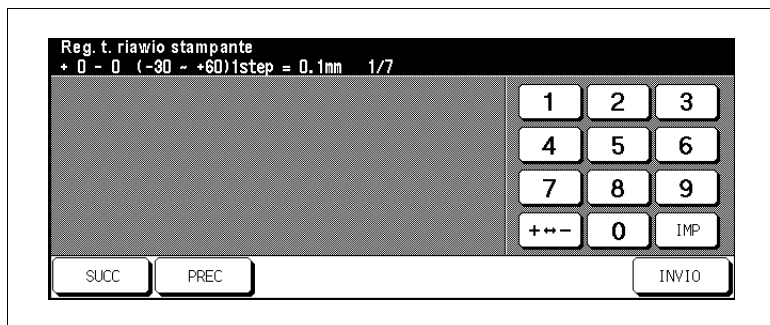 Reg. t. riavvio stampante
+ 0 - 0 (-30 ~ +60)1step = 0.1mm 1/7
1 2 3
4 5 6
7 8 9
+↔- 0 IMP
SUCC PREC INVIO